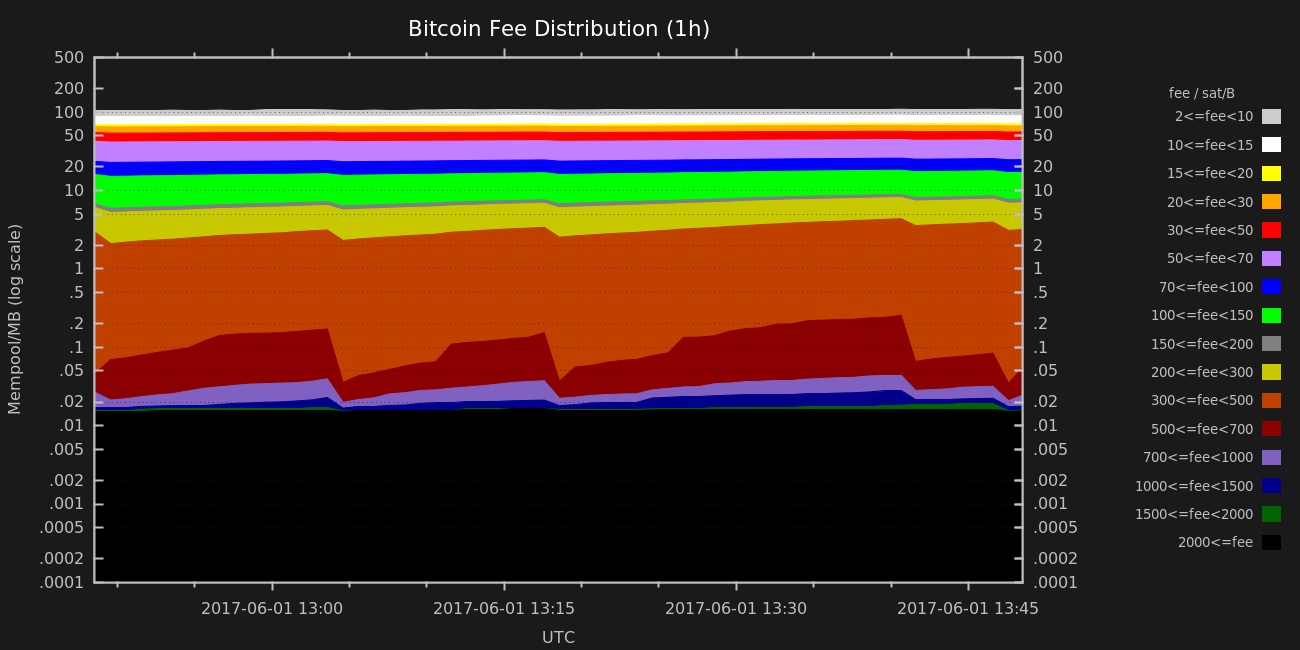 Bitcoin Fee Distribution (1h)
Mempool/MB (log scale)
500
200
100
50
20
10
5
2
1
.5
.2
.1
.05
.02
.01
.005
.002
.001
.0005
.0002
.0001
500
200
100
50
20
10
5
2
1
.5
.2
.1
.05
.02
.01
.005
.002
.001
.0005
.0002
.0001
2017-06-01 13:00 2017-06-01 13:15 2017-06-01 13:30 2017-06-01 13:45
UTC
fee / sat/B
2<=fee<10
10<=fee<15
15<=fee<20
20<=fee<30
30<=fee<50
50<=fee<70
70<=fee<100
100<=fee<150
150<=fee<200
200<=fee<300
300<=fee<500
500<=fee<700
700<=fee<1000
1000<=fee<1500
1500<=fee<2000
2000<=fee